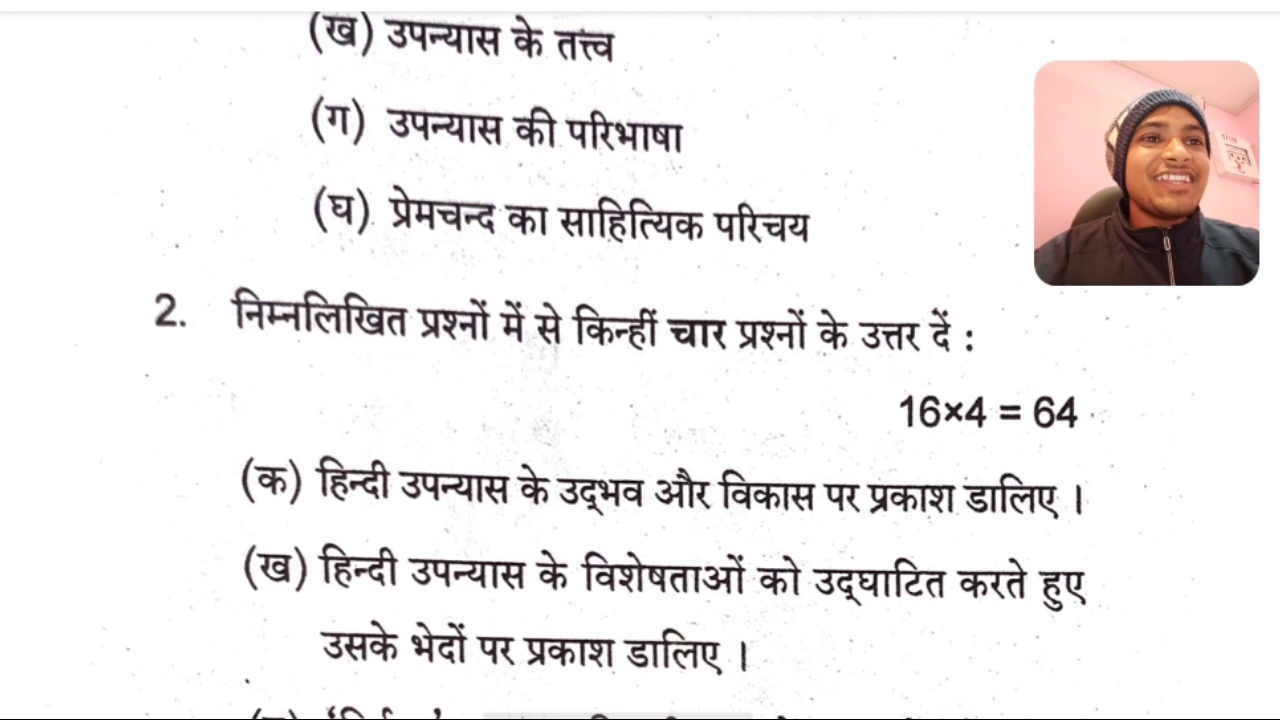 (ख) उपन्यास के तत्त्व
(ग) उपन्यास की परिभाषा
(घ) प्रेमचन्द का साहित्यिक परिचय
2. निम्नलिखित प्रश्नों में से किन्हीं चार प्रश्नों के उत्तर दें :
16×4 = 64
(क) हिन्दी उपन्यास के उद्‌भव और विकास पर प्रकाश डालिए ।
(ख) हिन्दी उपन्यास के विशेषताओं को उद्‌घाटित करते हुए
उसके भेदों पर प्रकाश डालिए ।